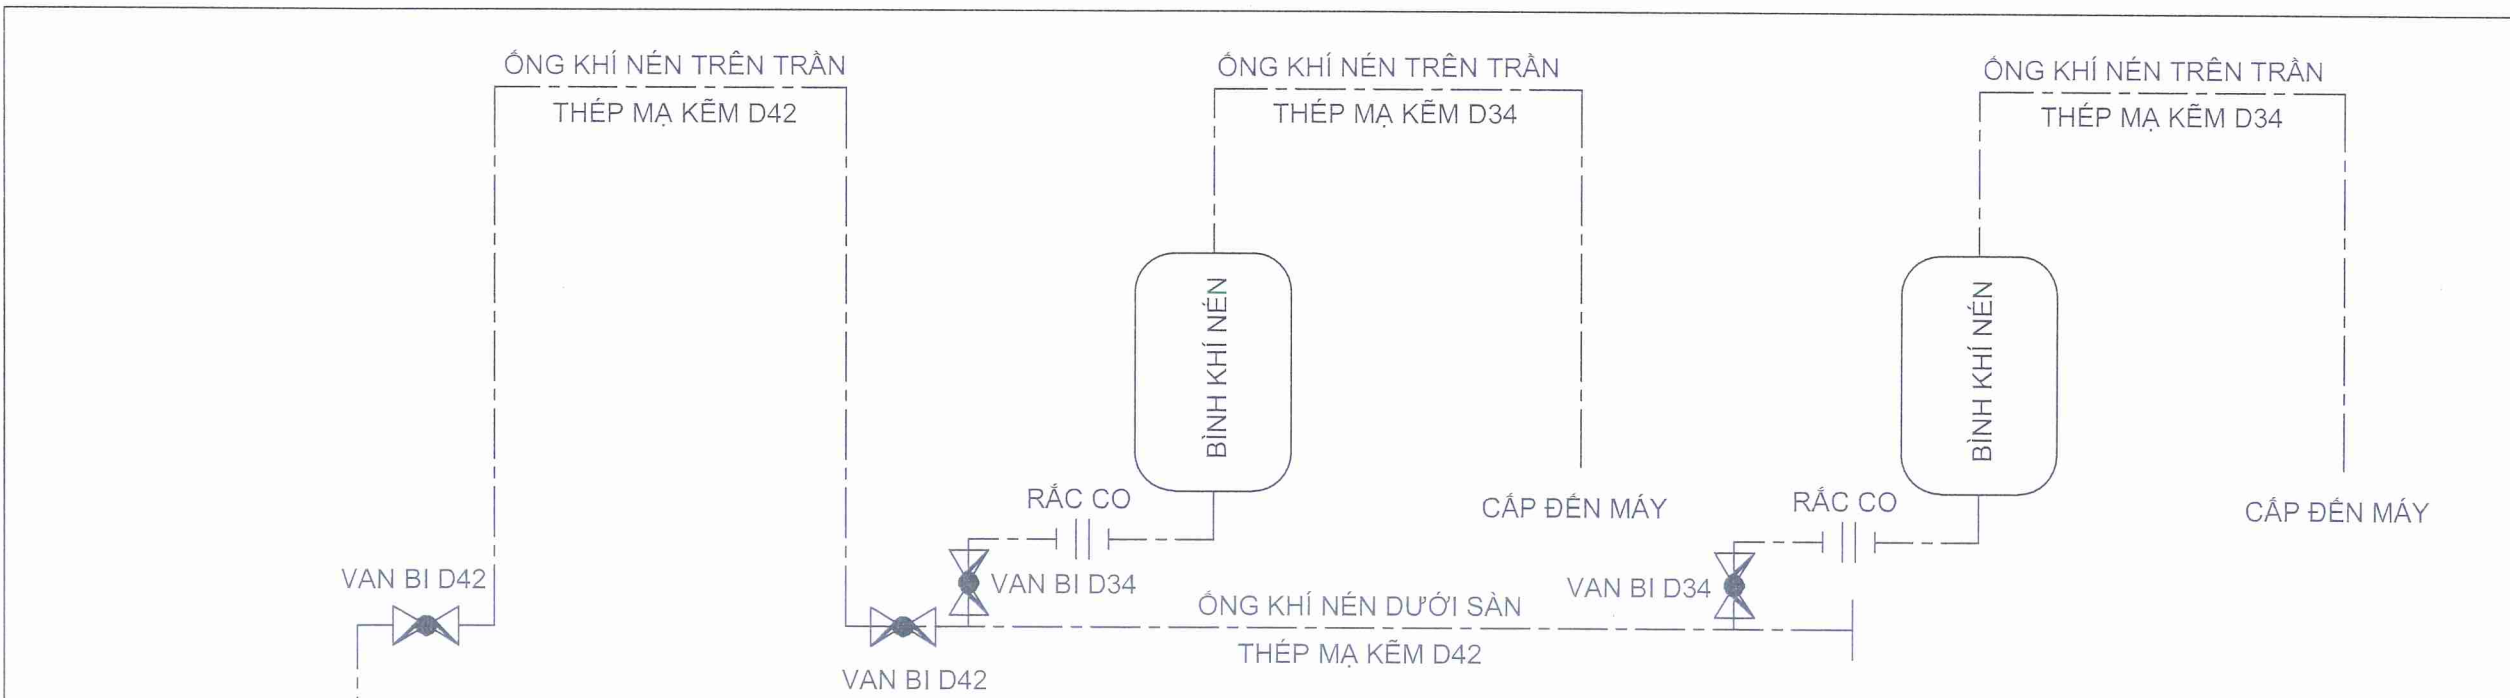 ỐNG KHÍ NÉN TRÊN TRẦN
THÉP MẠ KẼM D42
ỐNG KHÍ NÉN TRÊN TRẦN
THÉP MẠ KẼM D34
ỐNG KHÍ NÉN TRÊN TRẦN
THÉP MẠ KẼM D34
BÌNH KHÍ NÉN
BÌNH KHÍ NÉN
RẮC CO
CẤP ĐẾN MÁY
RẮC CO
CẤP ĐẾN MÁY
VAN BI D42
VAN BI D34
VAN BI D34
ỐNG KHÍ NÉN DƯỚI SÀN
THÉP MẠ KẼM D42
VAN BI D42